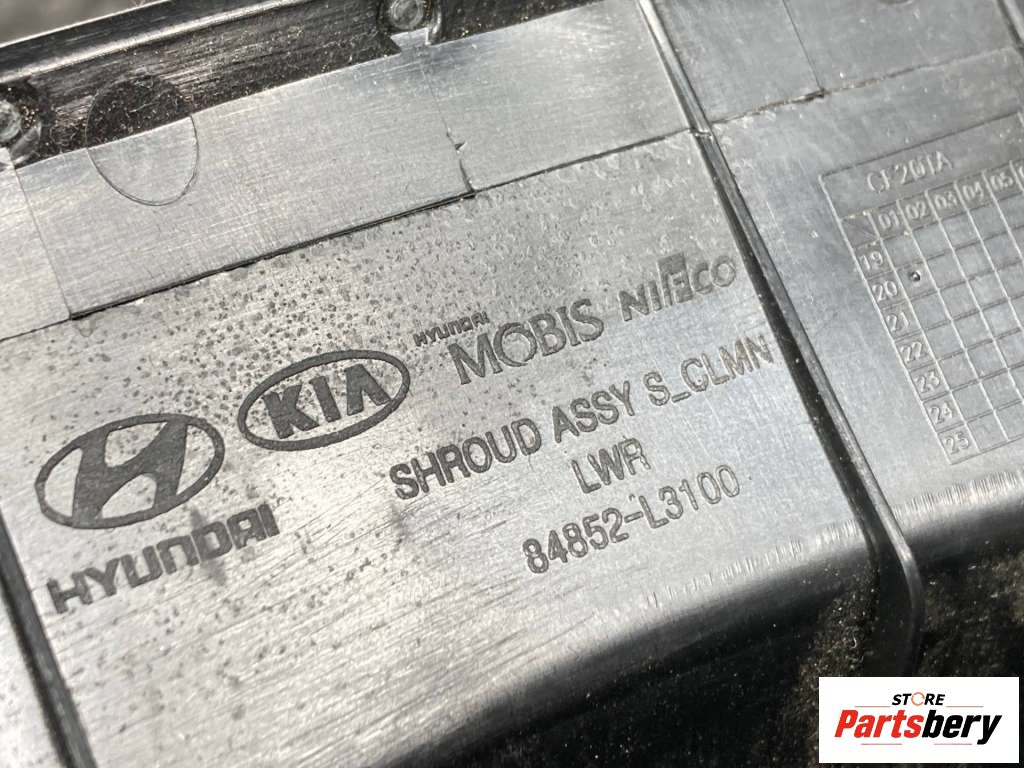 CF201A
01 02 03 04 05
19
20
21
22
23
24
25
HYUNDAI
KIA
HYUNDAI
MOBIS NIFCO
SHROUD ASSY S_CLMN
LWR
84852-L3100
STORE
Partsbery